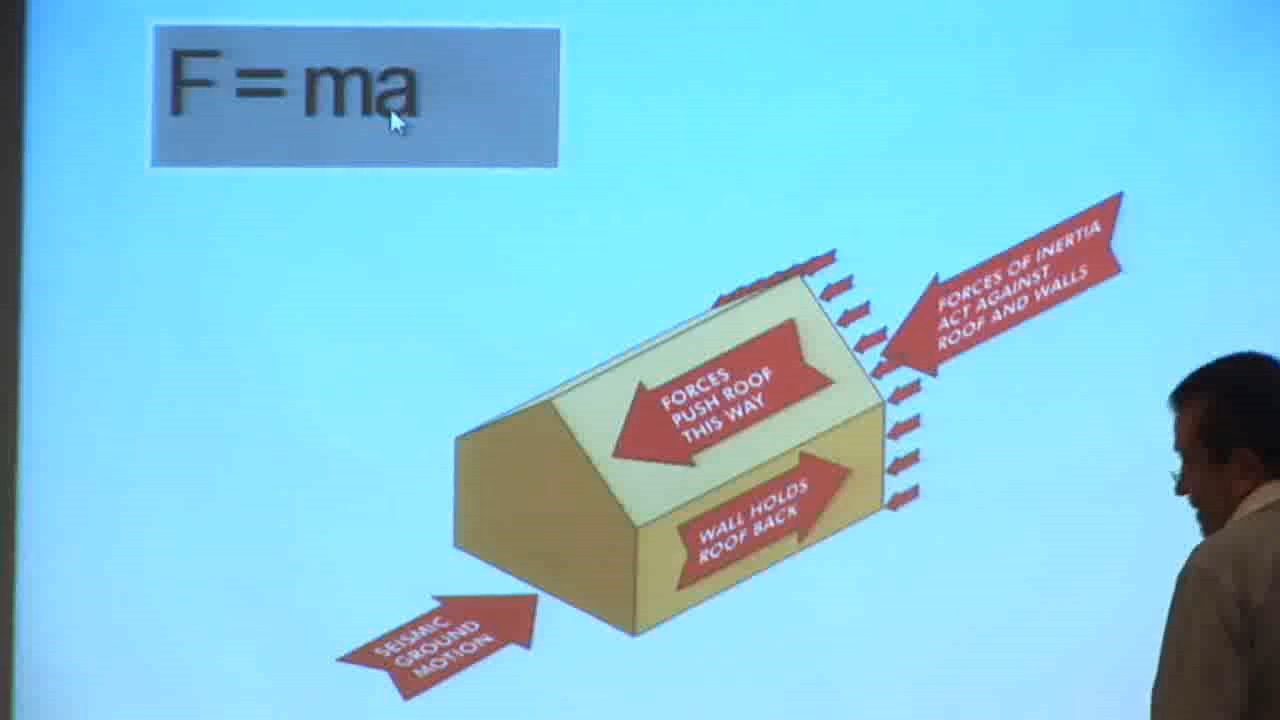 F = ma
FORCES OF INERTIA
ACT AGAINST
ROOF AND WALLS
FORCES
PUSH ROOF
THIS WAY
WALL HOLDS
ROOF BACK
SEISMIC
GROUND
MOTION